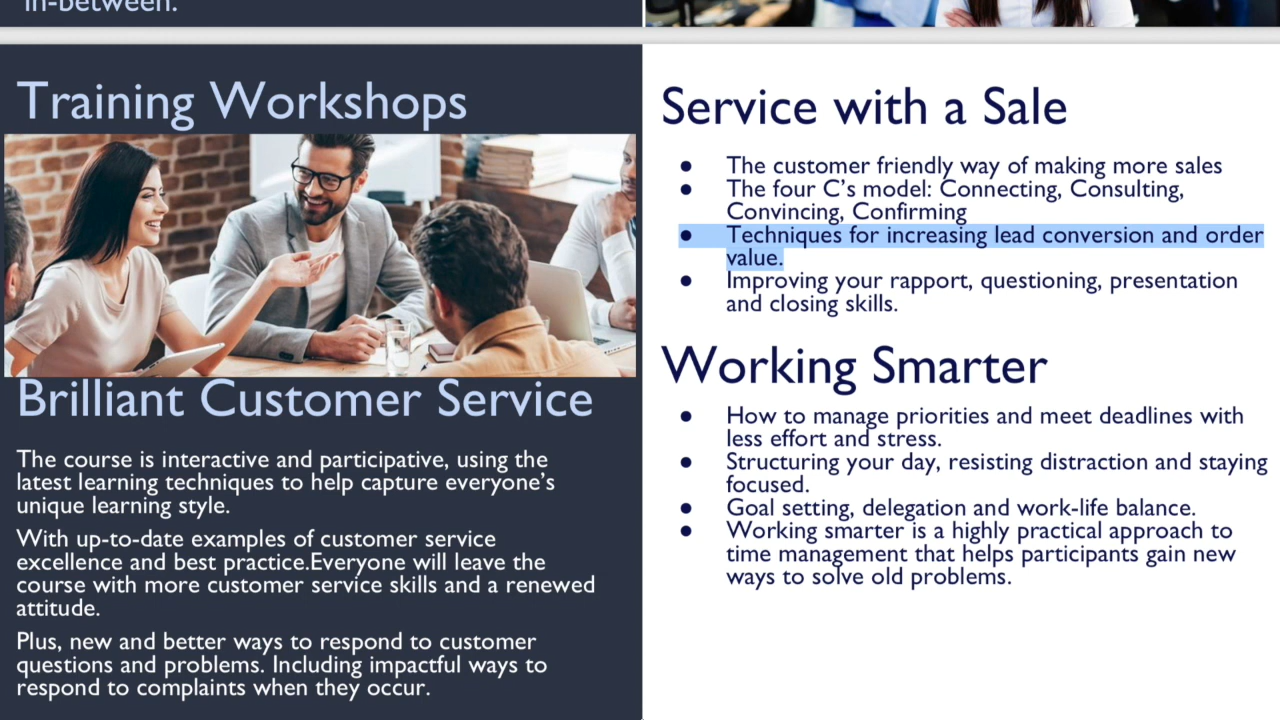 in-between.
Training Workshops
Brilliant Customer Service
The course is interactive and participative, using the
latest learning techniques to help capture everyone's
unique learning style.
With up-to-date examples of customer service
excellence and best practice.Everyone will leave the
course with more customer service skills and a renewed
attitude.
Plus, new and better ways to respond to customer
questions and problems. Including impactful ways to
respond to complaints when they occur.
Service with a Sale
● The customer friendly way of making more sales
● The four C's model: Connecting, Consulting,
Convincing, Confirming
● Techniques for increasing lead conversion and order
value.
● Improving your rapport, questioning, presentation
and closing skills.
Working Smarter
● How to manage priorities and meet deadlines with
less effort and stress.
● Structuring your day, resisting distraction and staying
focused.
● Goal setting, delegation and work-life balance.
● Working smarter is a highly practical approach to
time management that helps participants gain new
ways to solve old problems.